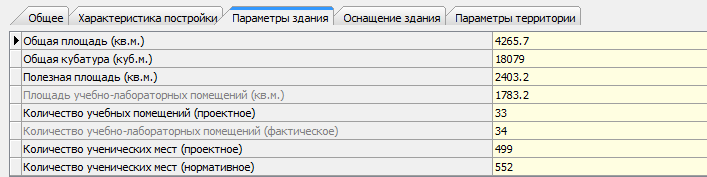 Общее Характеристика постройки Параметры здания Оснащение здания Параметры территории
Общая площадь (кв.м.) 4265.7
Общая кубатура (куб.м.) 18079
Полезная площадь (кв.м.) 2403.2
Площадь учебно-лабораторных помещений (кв.м.) 1783.2
Количество учебных помещений (проектное) 33
Количество учебно-лабораторных помещений (фактическое) 34
Количество ученических мест (проектное) 499
Количество ученических мест (нормативное) 552